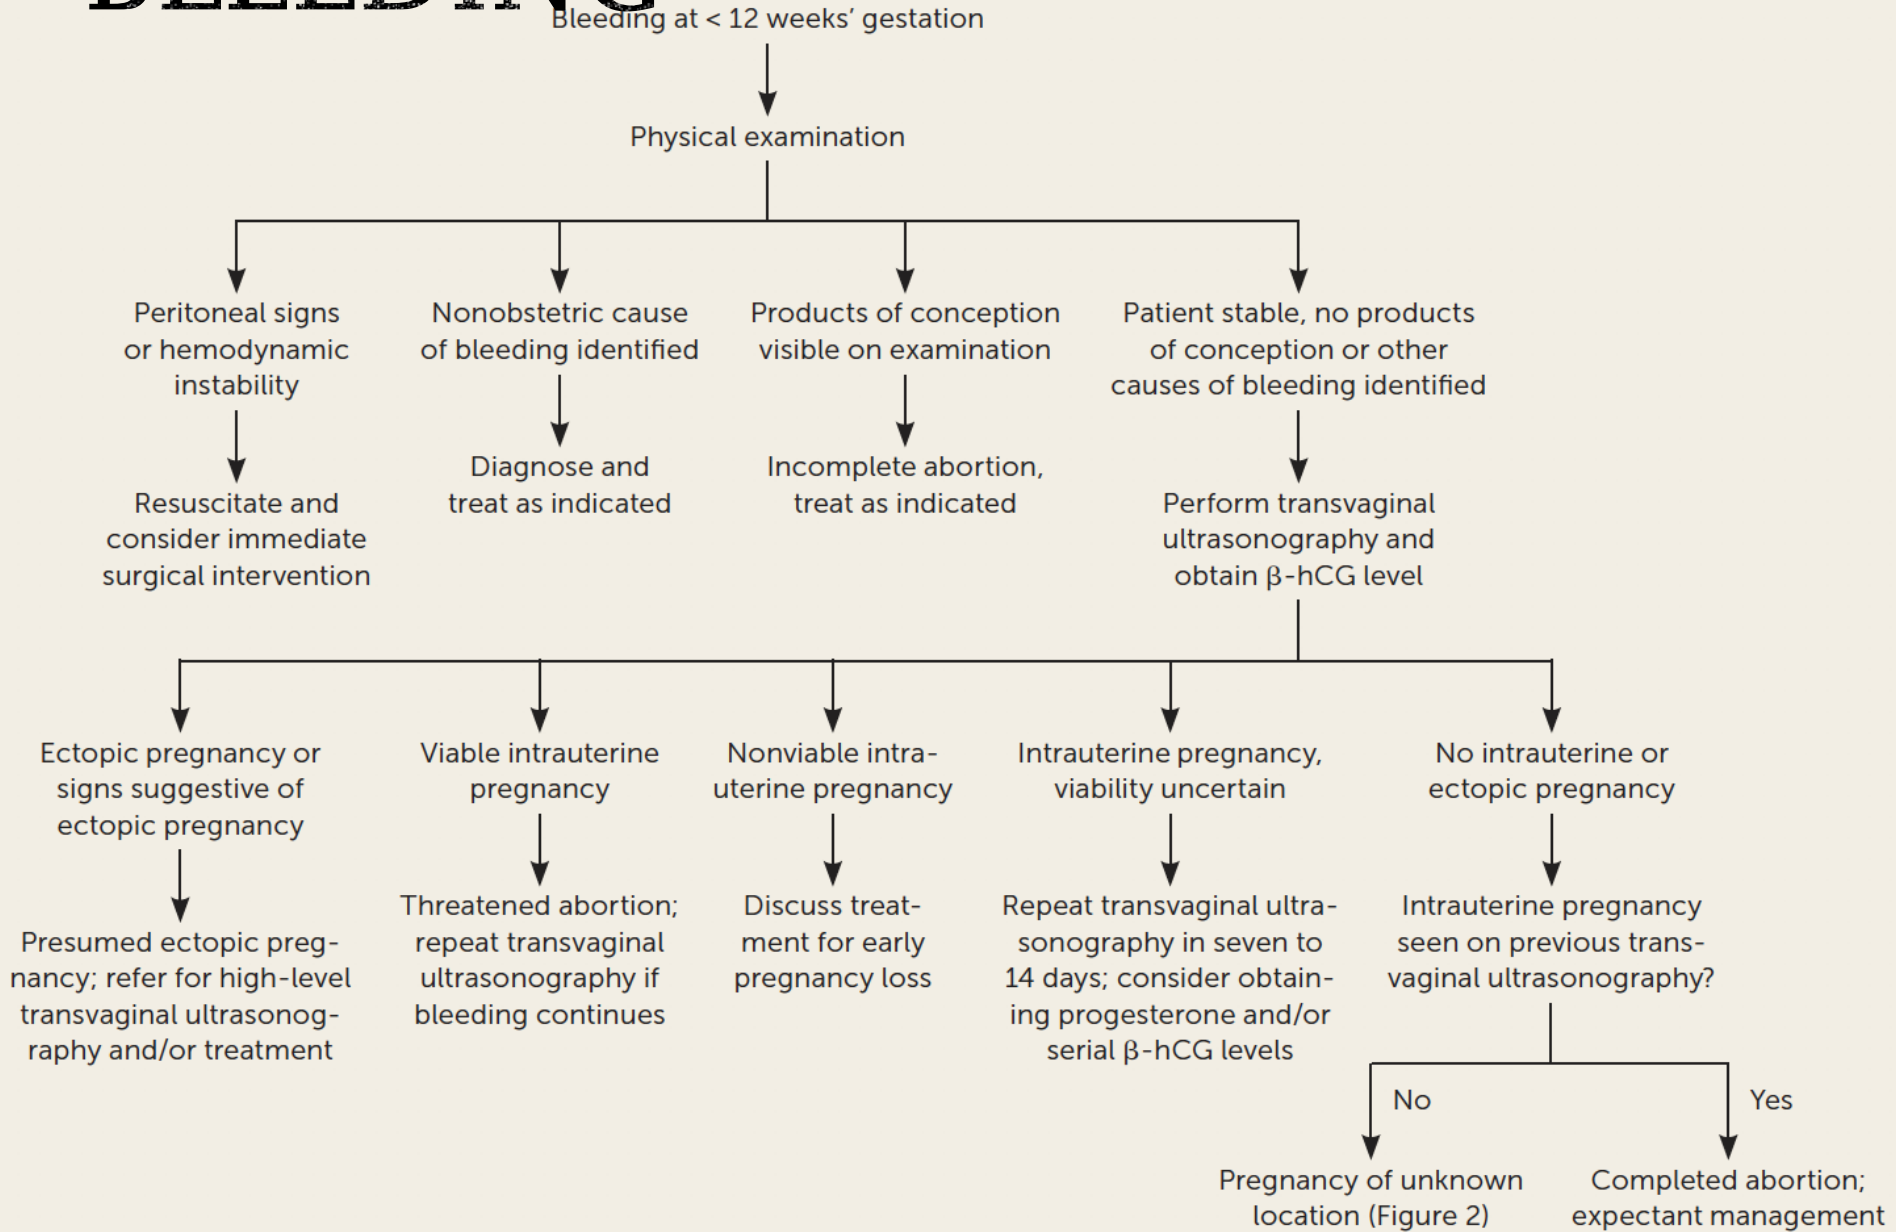 BLEEDING
Bleeding at < 12 weeks’ gestation
Physical examination
Peritoneal signs
or hemodynamic
instability
Resuscitate and
consider immediate
surgical intervention
Nonobstetric cause
of bleeding identified
Diagnose and
treat as indicated
Products of conception
visible on examination
Incomplete abortion,
treat as indicated
Patient stable, no products
of conception or other
causes of bleeding identified
Perform transvaginal
ultrasonography and
obtain β-hCG level
Ectopic pregnancy or
signs suggestive of
ectopic pregnancy
Presumed ectopic preg-
nancy; refer for high-level
transvaginal ultrasonog-
raphy and/or treatment
Viable intrauterine
pregnancy
Threatened abortion;
repeat transvaginal
ultrasonography if
bleeding continues
Nonviable intra-
uterine pregnancy
Discuss treat-
ment for early
pregnancy loss
Intrauterine pregnancy,
viability uncertain
Repeat transvaginal ultra-
sonography in seven to
14 days; consider obtain-
ing progesterone and/or
serial β-hCG levels
No intrauterine or
ectopic pregnancy
Intrauterine pregnancy
seen on previous trans-
vaginal ultrasonography?
No
Pregnancy of unknown
location (Figure 2)
Yes
Completed abortion;
expectant management